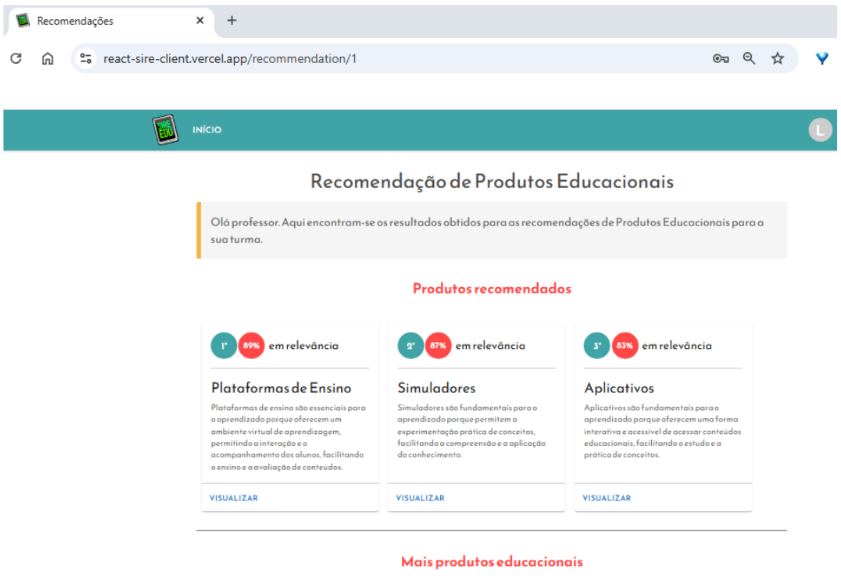 Recomendações
react-sire-client.vercel.app/recommendation/1
INÍCIO
L
Recomendação de Produtos Educacionais
Olá professor. Aqui encontram-se os resultados obtidos para as recomendações de Produtos Educacionais para a
sua turma.
Produtos recomendados
1° 89% em relevância
Plataformas de Ensino
Plataformas de ensino são essenciais para
o aprendizado porque oferecem um
ambiente virtual de aprendizagem,
permitindo a interação e o
acompanhamento dos alunos, facilitando
o ensino e a avaliação de conteúdos.
VISUALIZAR
2° 87% em relevância
Simuladores
Simuladores são fundamentais para o
aprendizado porque permitem a
experimentação prática de conceitos,
facilitando a compreensão e a aplicação
do conhecimento.
VISUALIZAR
3° 83% em relevância
Aplicativos
Aplicativos são fundamentais para o
aprendizado porque oferecem uma forma
interativa e acessível de acessar conteúdos
educacionais, facilitando o estudo e a
prática de conceitos.
VISUALIZAR
Mais produtos educacionais